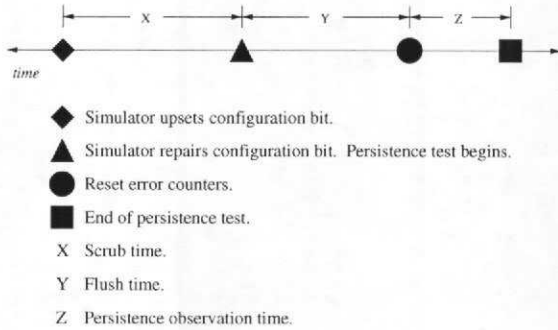 X Y Z
time
Simulator upsets configuration bit.
Simulator repairs configuration bit. Persistence test begins.
Reset error counters.
End of persistence test.
X Scrub time.
Y Flush time.
Z Persistence observation time.